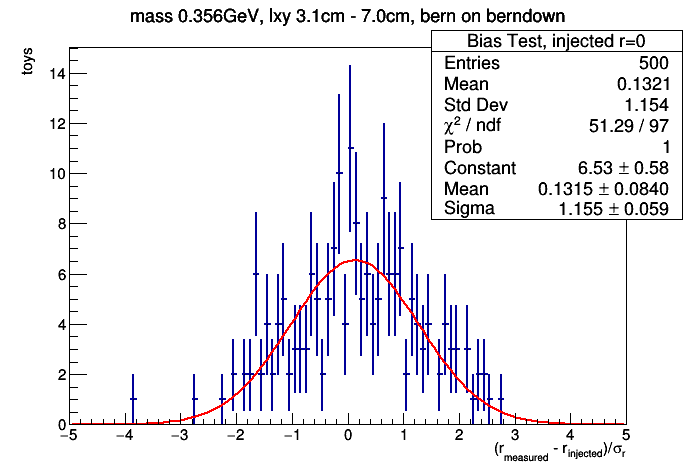 mass 0.356GeV, lxy 3.1cm - 7.0cm, bern on berndown
Bias Test, injected r=0
Entries 500
Mean 0.1321
Std Dev 1.154
χ² / ndf 51.29 / 97
Prob 1
Constant 6.53 ± 0.58
Mean 0.1315 ± 0.0840
Sigma 1.155 ± 0.059
toys
14
12
10
8
6
4
2
0
−5 −4 −3 −2 −1 0 1 2 3 4 5
(r_measured - r_injected)/σ_r